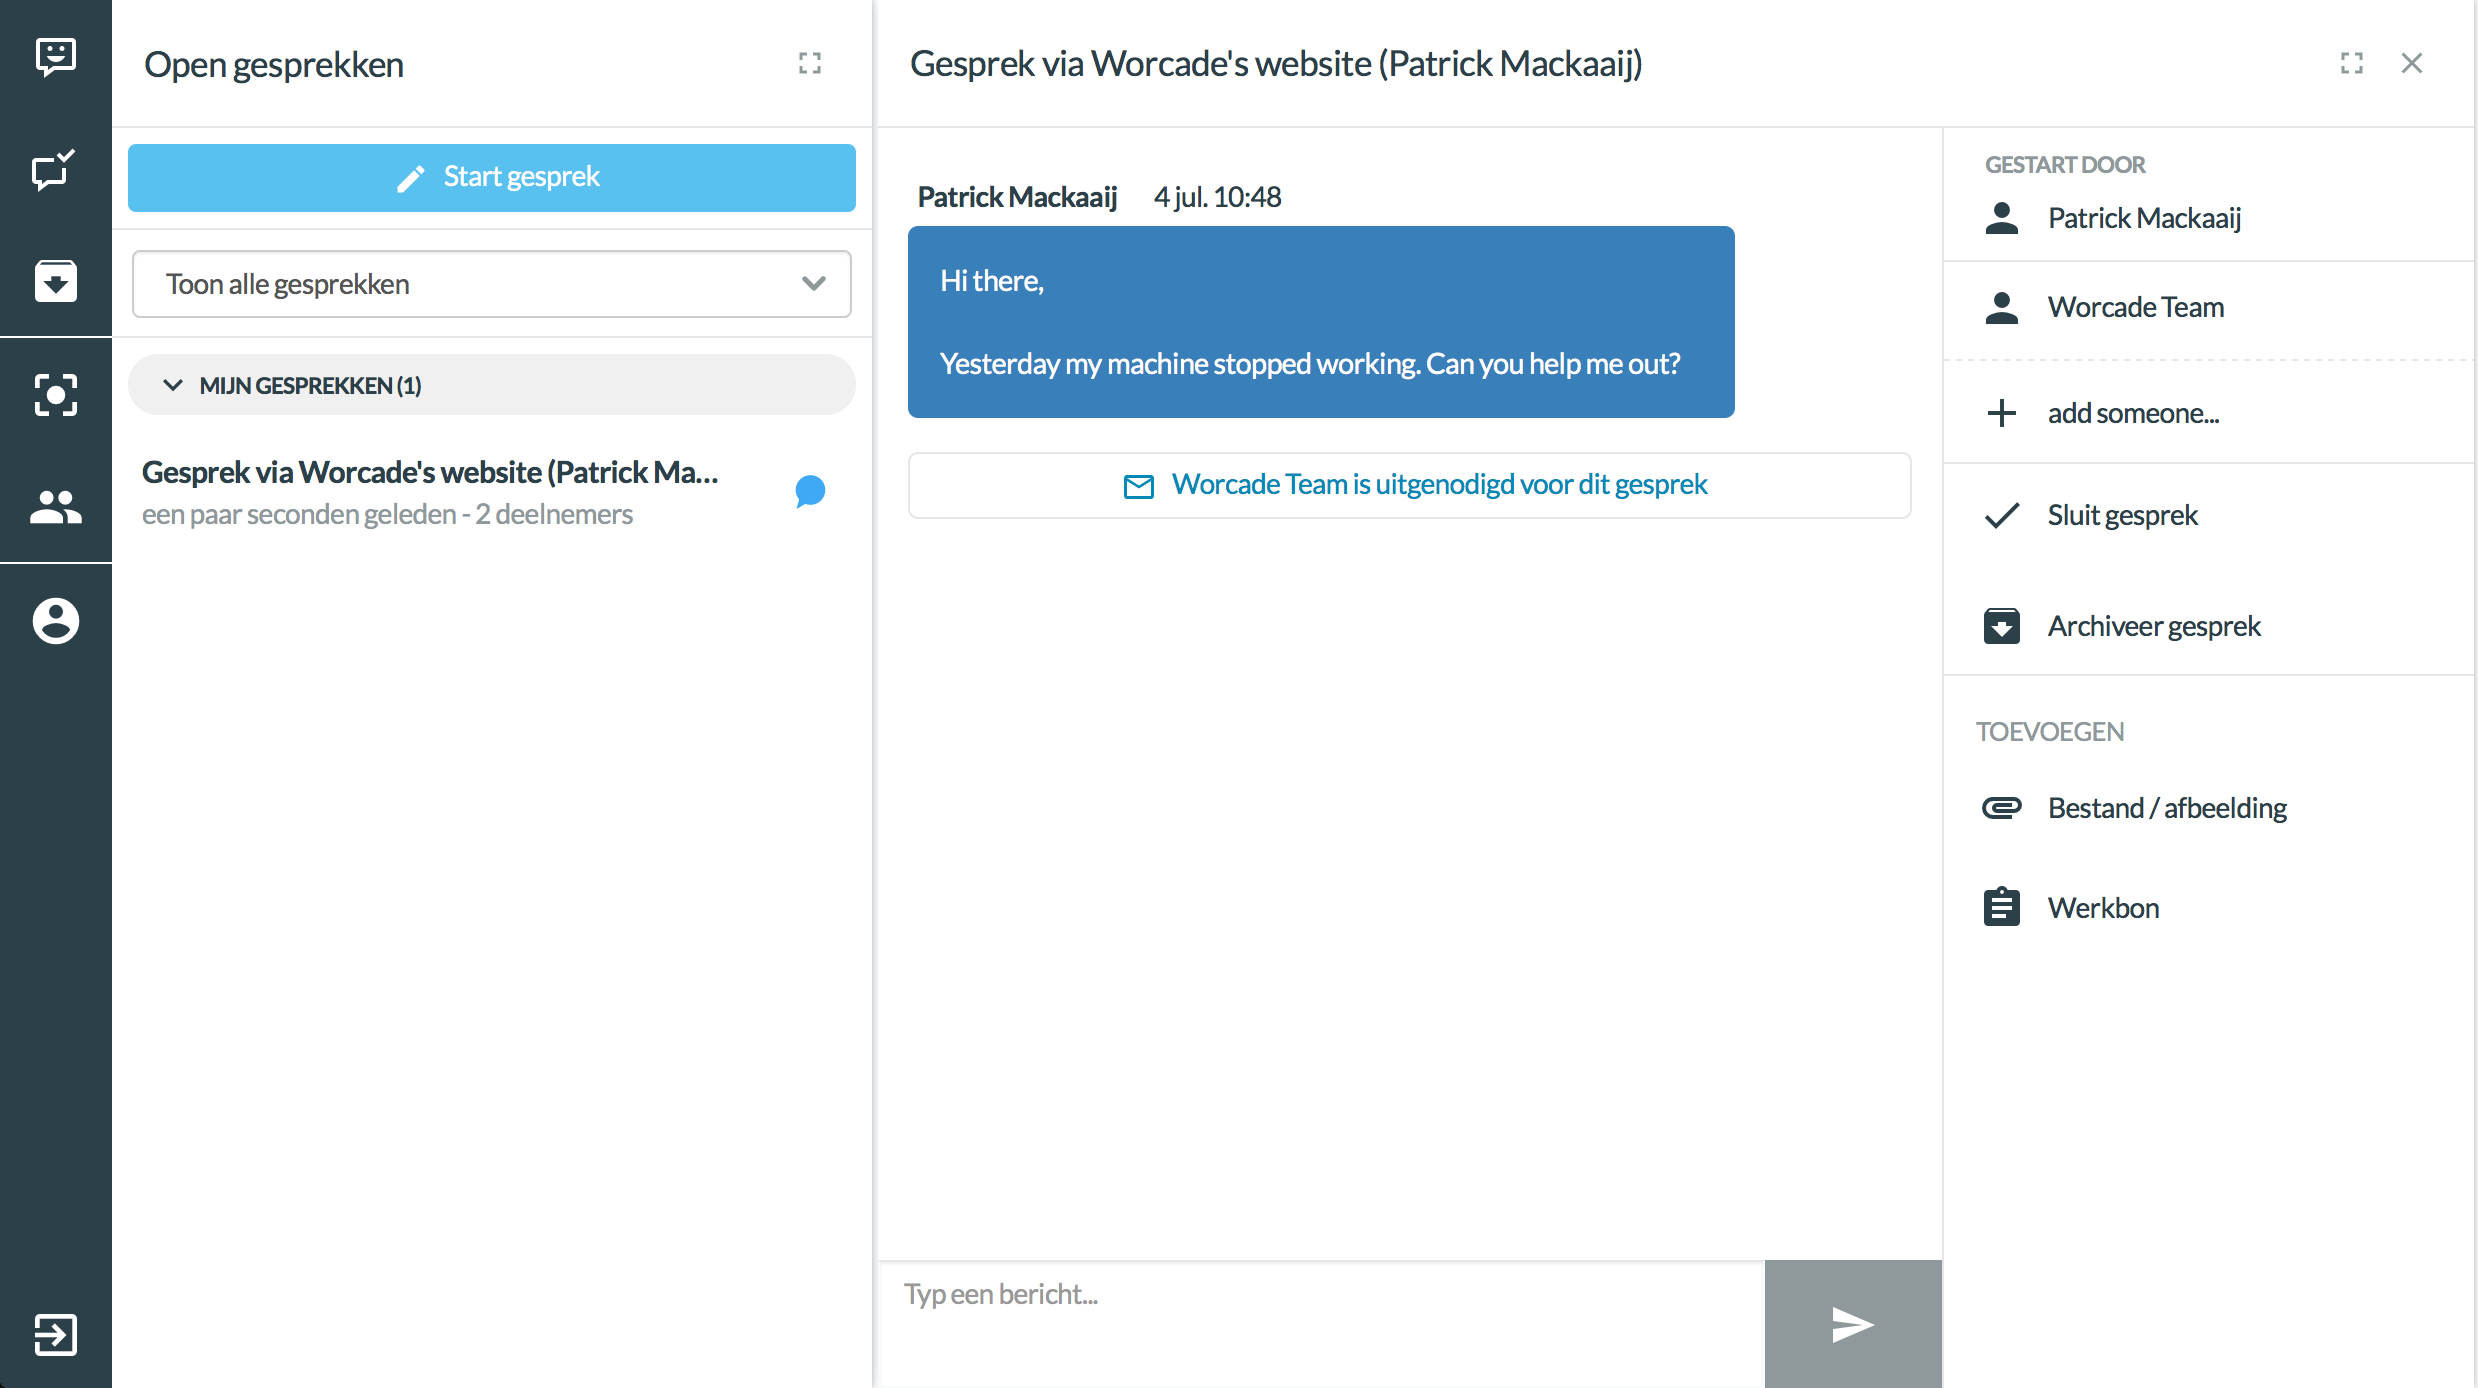 Open gesprekken
Start gesprek
Toon alle gesprekken
MIJN GESPREKKEN (1)
Gesprek via Worcade's website (Patrick Ma...
een paar seconden geleden - 2 deelnemers
Gesprek via Worcade's website (Patrick Mackaaij)
Patrick Mackaaij 4 jul. 10:48
Hi there,
Yesterday my machine stopped working. Can you help me out?
Worcade Team is uitgenodigd voor dit gesprek
Typ een bericht...
GESTART DOOR
Patrick Mackaaij
Worcade Team
add someone...
Sluit gesprek
Archiveer gesprek
TOEVOEGEN
Bestand / afbeelding
Werkbon